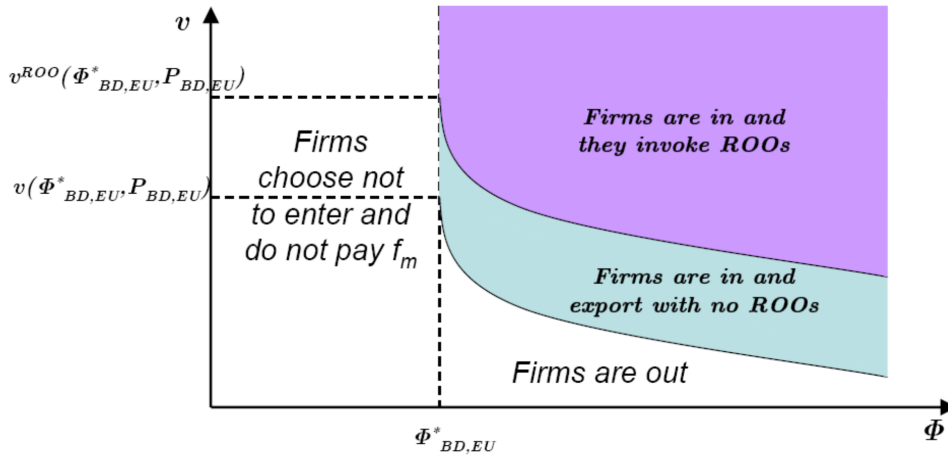 v
v^ROO(Φ*_BD,EU,P_BD,EU)
v(Φ*_BD,EU,P_BD,EU)
Firms
choose not
to enter and
do not pay f_m
Firms are in and
they invoke ROOs
Firms are in and
export with no ROOs
Firms are out
Φ*_BD,EU
Φ